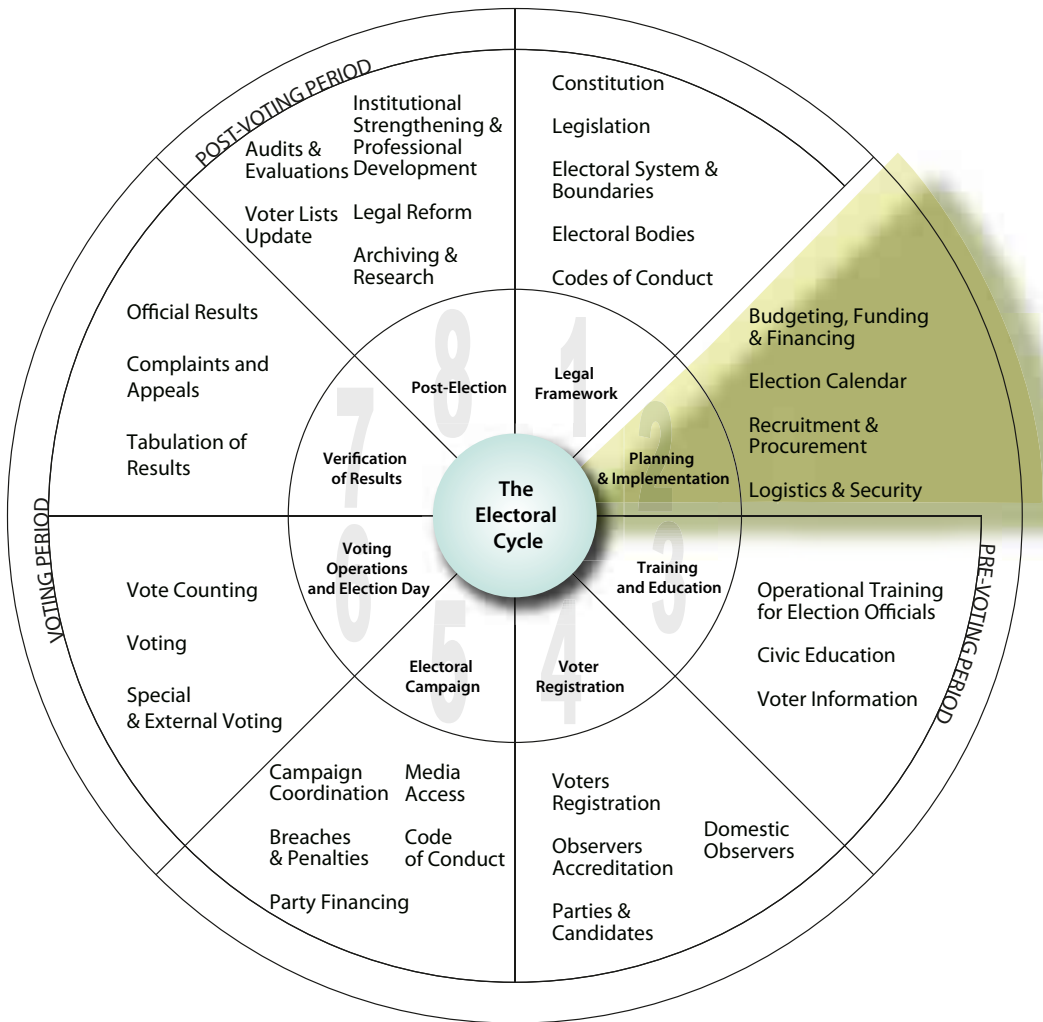 The
Electoral
Cycle
1
Legal
Framework
Constitution
Legislation
Electoral System &
Boundaries
Electoral Bodies
Codes of Conduct
2
Planning
& Implementation
Budgeting, Funding
& Financing
Election Calendar
Recruitment &
Procurement
Logistics & Security
PRE-VOTING PERIOD
3
Training
and Education
Operational Training
for Election Officials
Civic Education
Voter Information
4
Voter
Registration
Voters
Registration
Observers
Accreditation
Parties &
Candidates
Domestic
Observers
5
Electoral
Campaign
Campaign
Coordination
Breaches
& Penalties
Party Financing
Media
Access
Code
of Conduct
VOTING PERIOD
6
Voting
Operations
and Election Day
Vote Counting
Voting
Special
& External Voting
7
Verification
of Results
Official Results
Complaints and
Appeals
Tabulation of
Results
POST-VOTING PERIOD
8
Post-Election
Audits &
Evaluations
Voter Lists
Update
Institutional
Strengthening &
Professional
Development
Legal Reform
Archiving &
Research